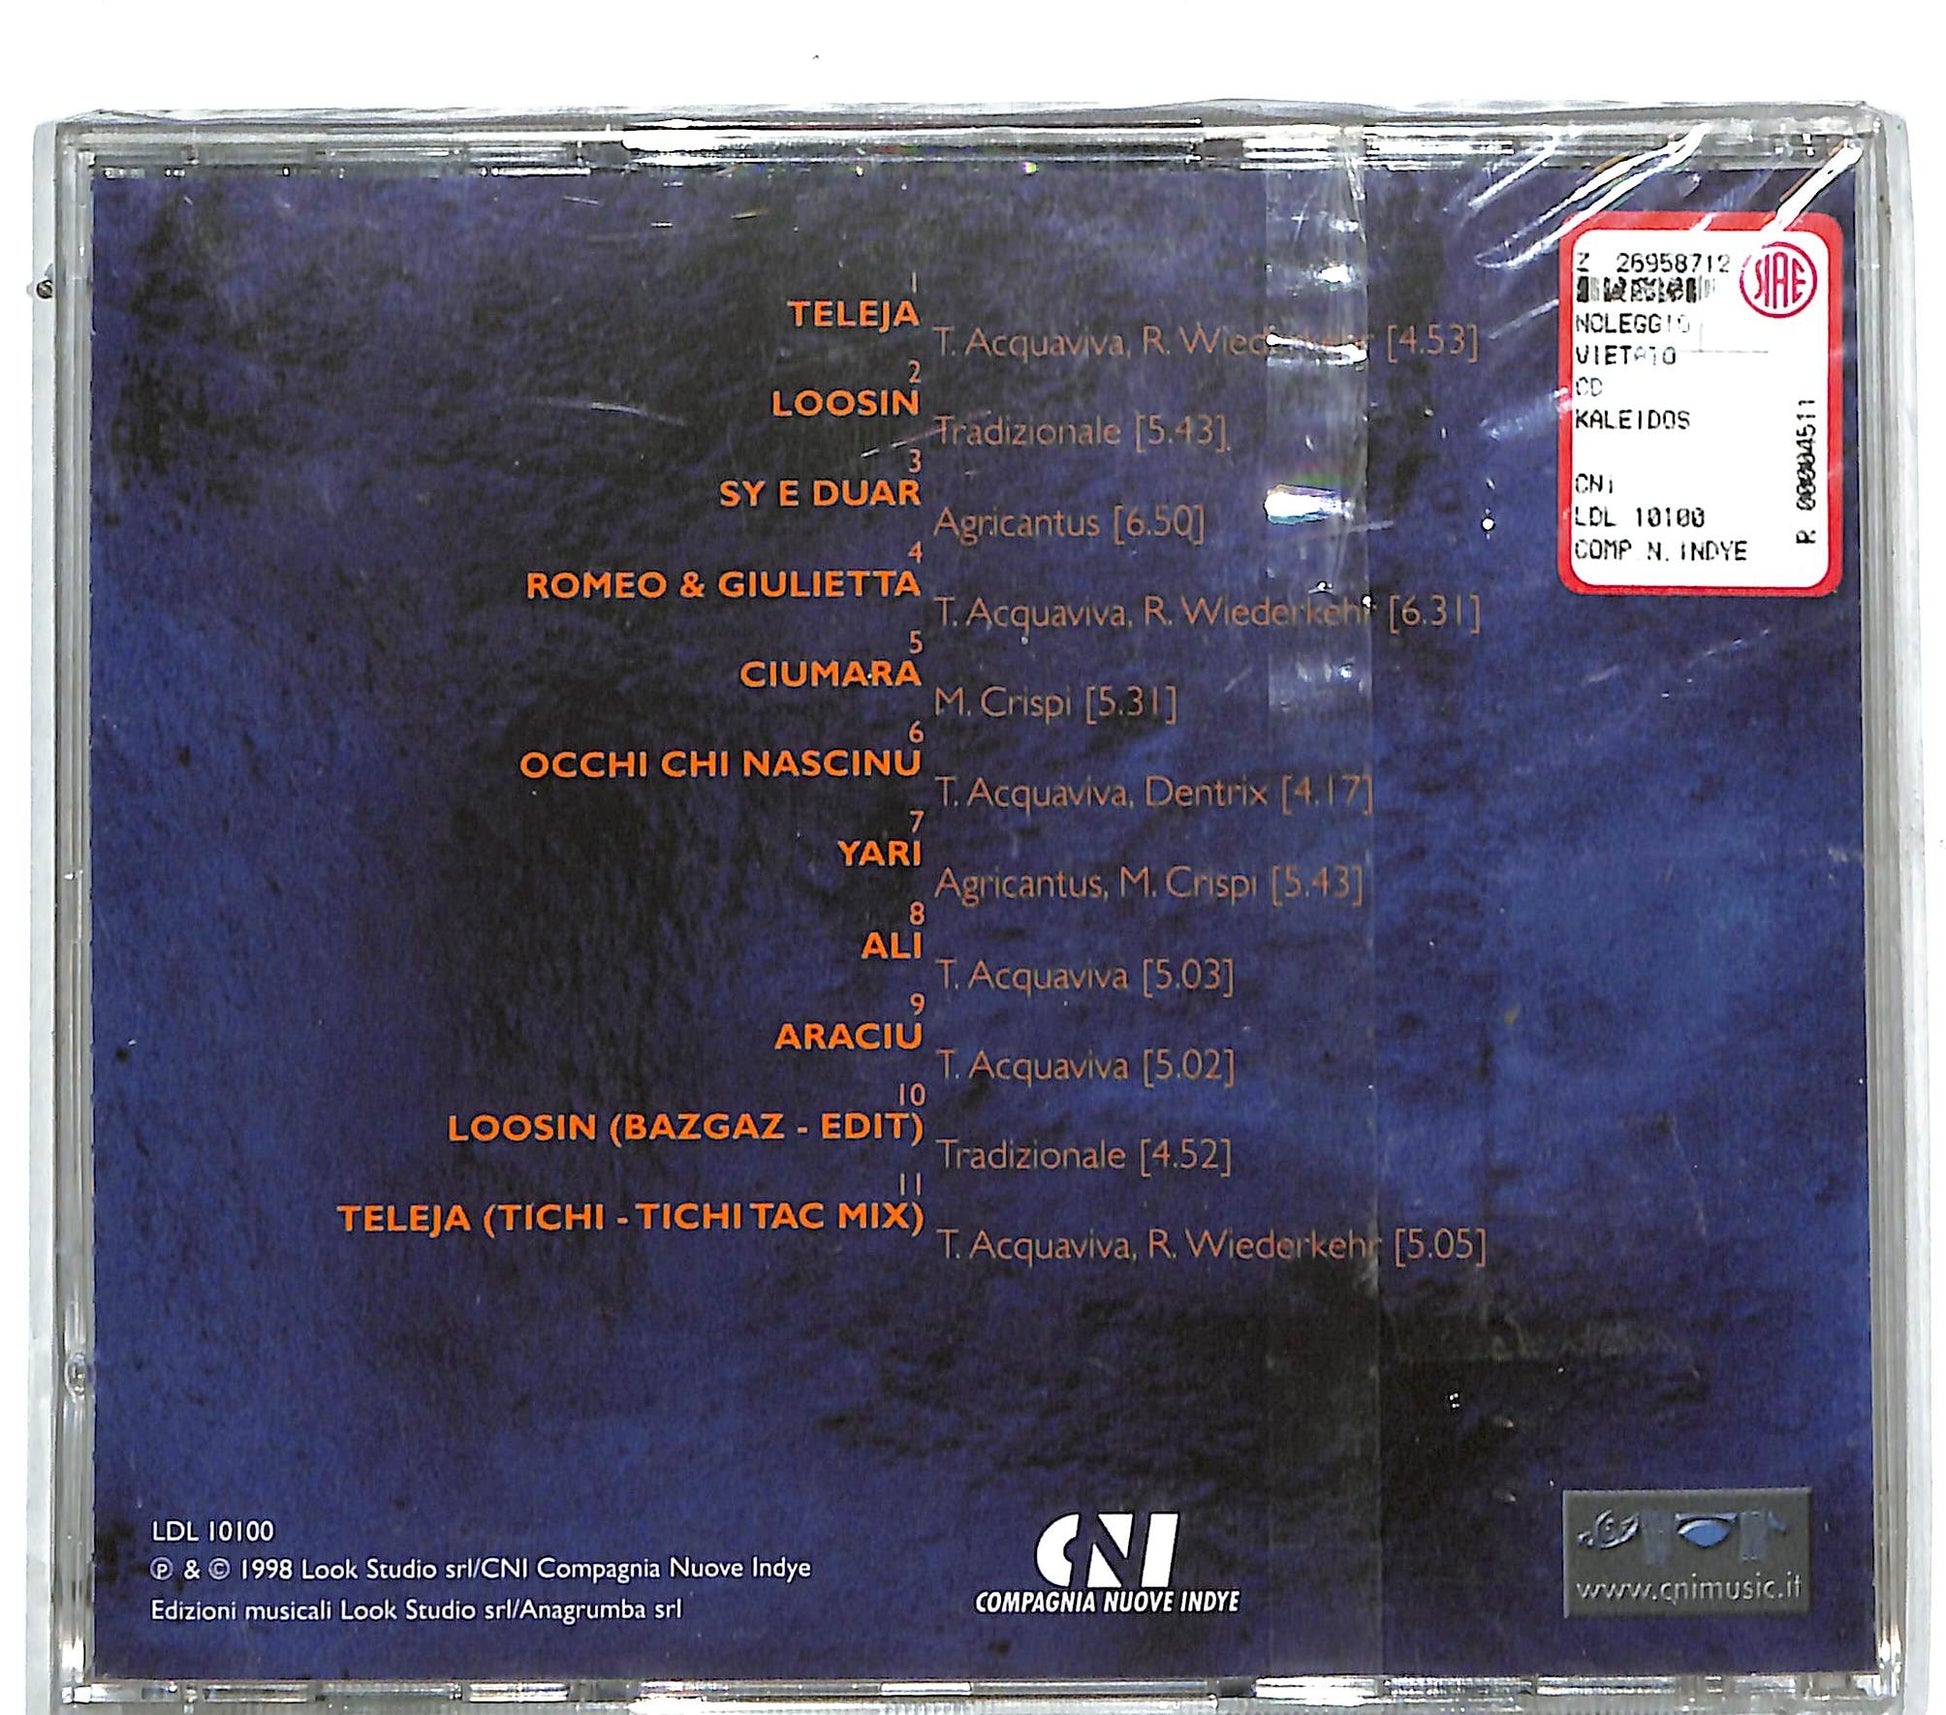 1
TELEJA
T. Acquaviva, R. Wiederkehr [4.53]
2
LOOSIN
Tradizionale [5.43]
3
SY E DUAR
Agricantus [6.50]
4
ROMEO & GIULIETTA
T. Acquaviva, R. Wiederkehr [6.31]
5
CIUMARA
M. Crispi [5.31]
6
OCCHI CHI NASCINU
T. Acquaviva, Dentrix [4.17]
7
YARI
Agricantus, M. Crispi [5.43]
8
ALI
T. Acquaviva [5.03]
9
ARACIU
T. Acquaviva [5.02]
10
LOOSIN (BAZGAZ - EDIT)
Tradizionale [4.52]
11
TELEJA (TICHI - TICHI TAC MIX)
T. Acquaviva, R. Wiederkehr [5.05]
Z 26958712
SIAE
NOLEGGIO
VIETATO
CD
KALEIDOS
CNI
LDL 10100
COMP.N.INDYE
LDL 10100
℗ & © 1998 Look Studio srl/CNI Compagnia Nuove Indye
Edizioni musicali Look Studio srl/Anagrumba srl
CNI
COMPAGNIA NUOVE INDYE
www.cnimusic.it